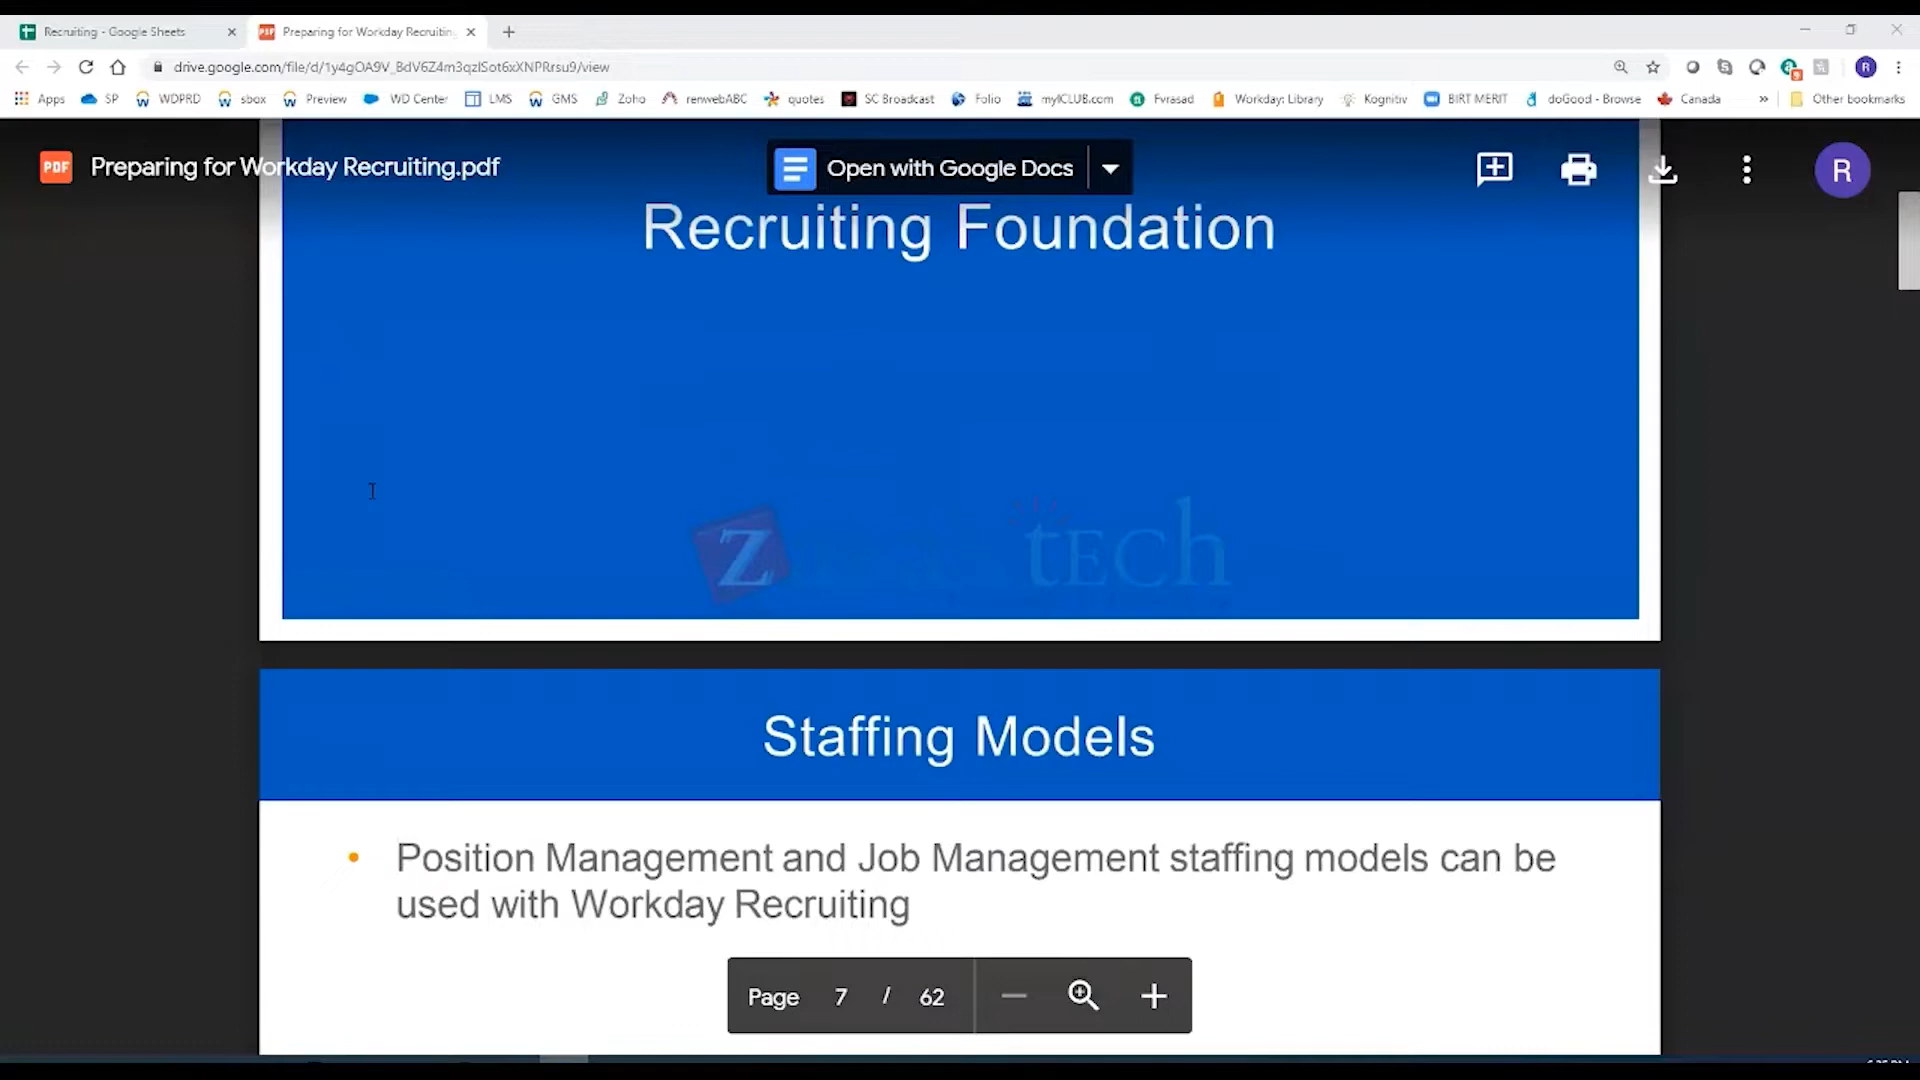 Recruiting - Google Sheets
Preparing for Workday Recruiting
drive.google.com/file/d/1y4gOA9V_BdV6Z4m3qzISot6xXNPRrsu9/view
Apps SP WDPRD sbox Preview WD Center LMS GMS Zoho renwebABC quotes SC Broadcast Folio myICLUB.com Fvrasad Workday: Library Kognitiv BIRT MERIT doGood - Browse Canada » Other bookmarks
PDF Preparing for Workday Recruiting.pdf
Open with Google Docs
R
Recruiting Foundation
Z tECh
Staffing Models
• Position Management and Job Management staffing models can be
used with Workday Recruiting
Page 7 / 62